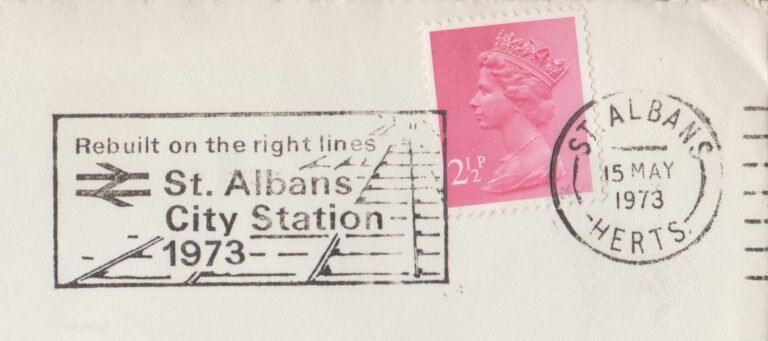 Rebuilt on the right lines
St. Albans
City Station
1973
2½P
ST. ALBANS
15 MAY
1973
HERTS.